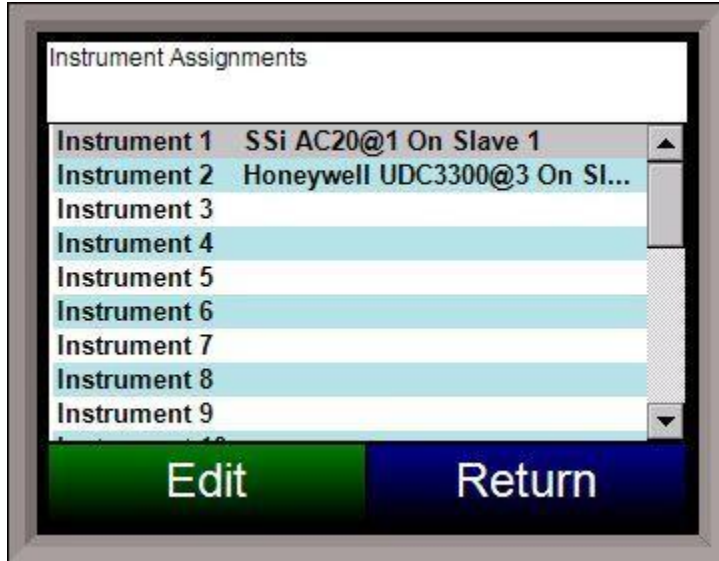 Instrument Assignments
Instrument 1 SSi AC20@1 On Slave 1
Instrument 2 Honeywell UDC3300@3 On Sl...
Instrument 3
Instrument 4
Instrument 5
Instrument 6
Instrument 7
Instrument 8
Instrument 9
Edit Return